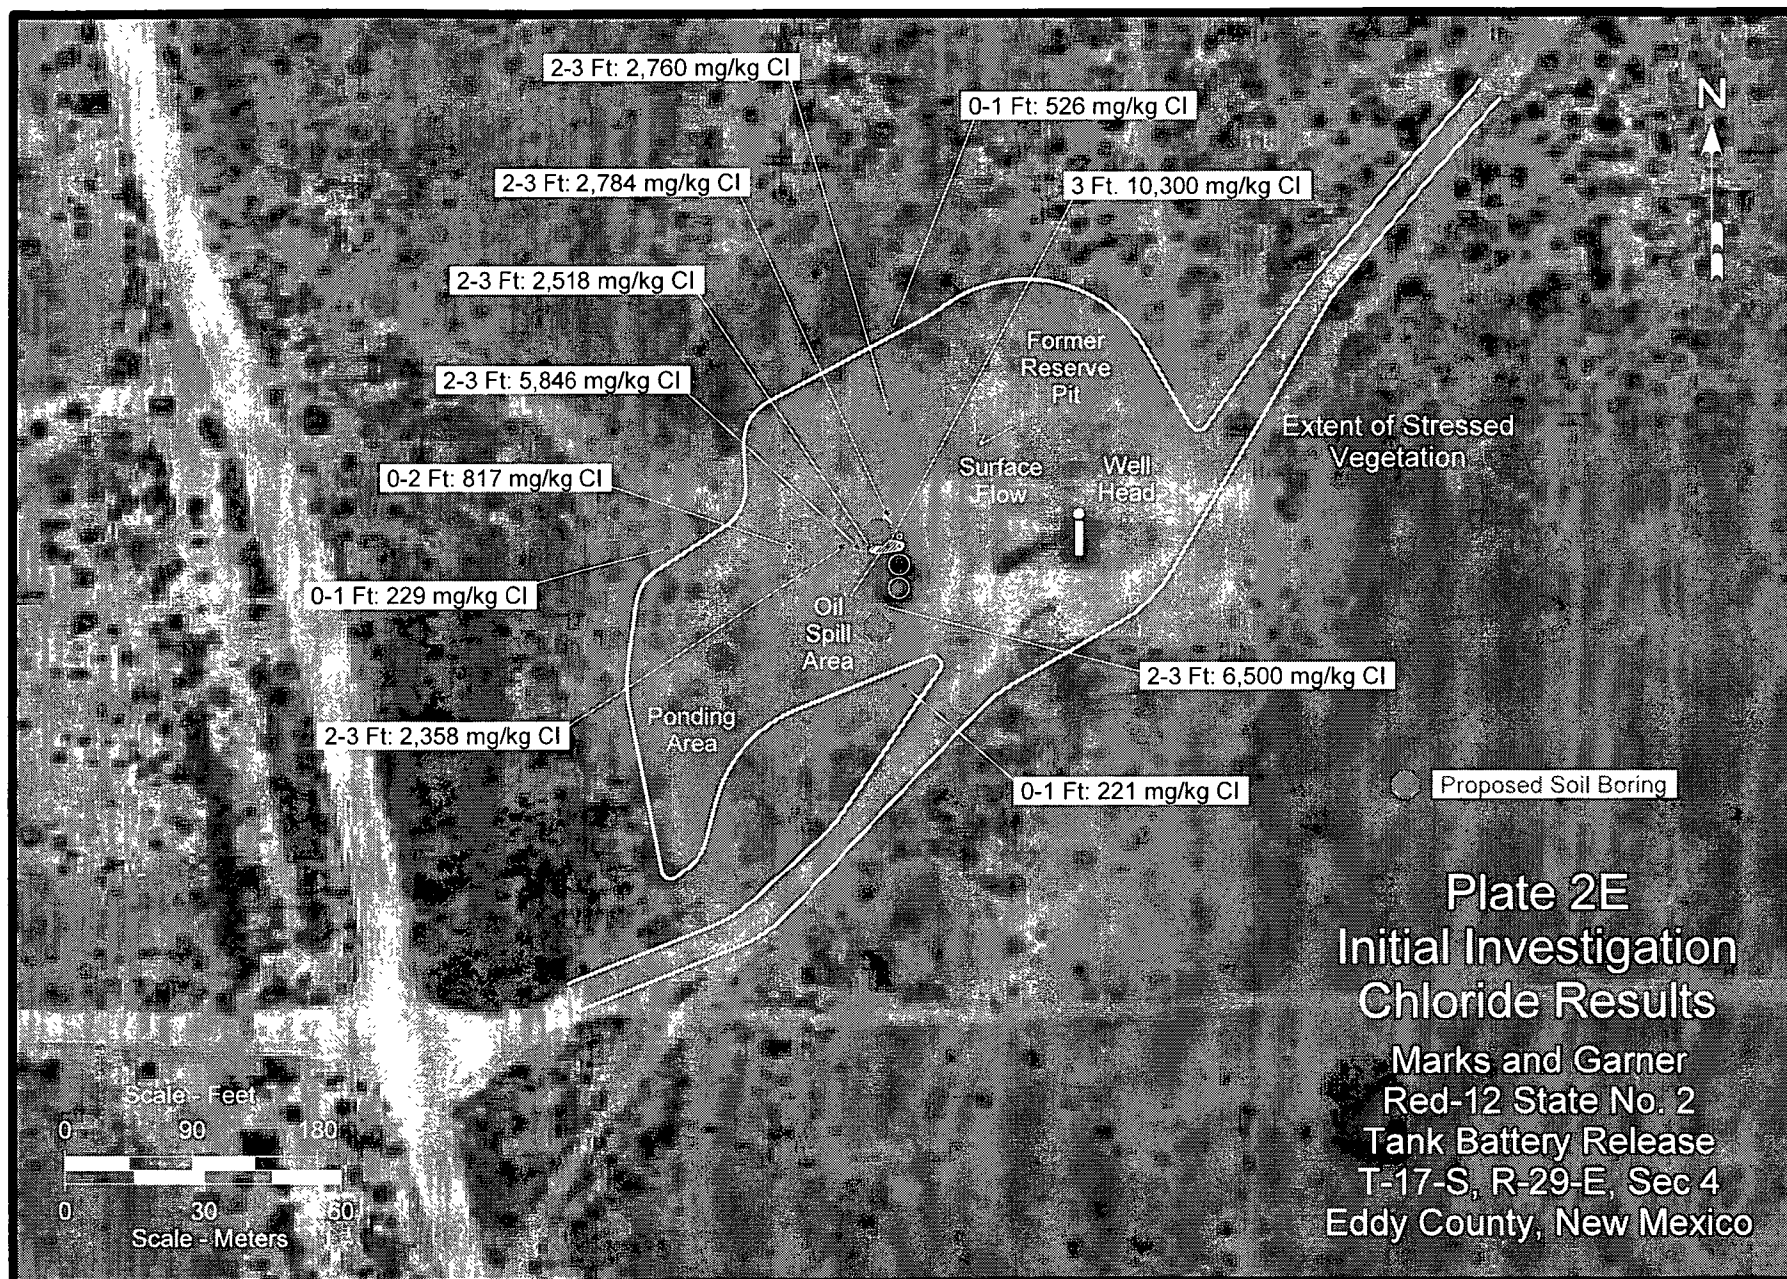 2-3 Ft: 2,760 mg/kg Cl
0-1 Ft: 526 mg/kg Cl
N
2-3 Ft: 2,784 mg/kg Cl
3 Ft. 10,300 mg/kg Cl
2-3 Ft: 2,518 mg/kg Cl
Former
Reserve
Pit
2-3 Ft: 5,846 mg/kg Cl
Extent of Stressed
Vegetation
0-2 Ft: 817 mg/kg Cl
Surface
Flow
Well
Head
0-1 Ft: 229 mg/kg Cl
Oil
Spill
Area
2-3 Ft: 6,500 mg/kg Cl
Ponding
Area
2-3 Ft: 2,358 mg/kg Cl
0-1 Ft: 221 mg/kg Cl
Proposed Soil Boring
Plate 2E
Initial Investigation
Chloride Results
Marks and Garner
Red-12 State No. 2
Tank Battery Release
T-17-S, R-29-E, Sec 4
Eddy County, New Mexico
Scale - Feet
0 90 180
0 30 60
Scale - Meters